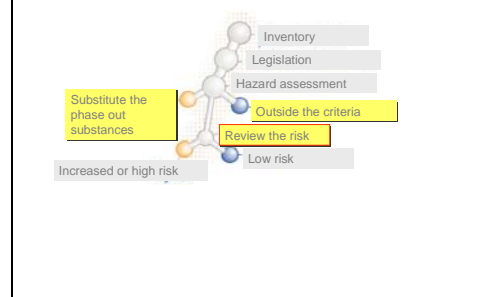 Inventory
Legislation
Hazard assessment
Substitute the
phase out
substances
Outside the criteria
Review the risk
Low risk
Increased or high risk